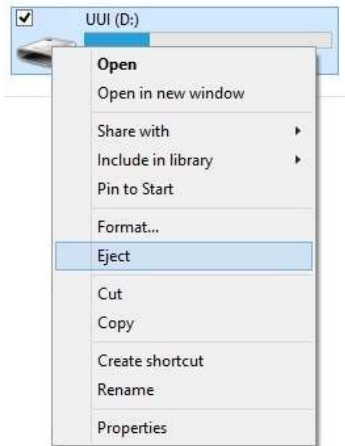 UUI (D:)
Open
Open in new window
Share with
Include in library
Pin to Start
Format...
Eject
Cut
Copy
Create shortcut
Rename
Properties